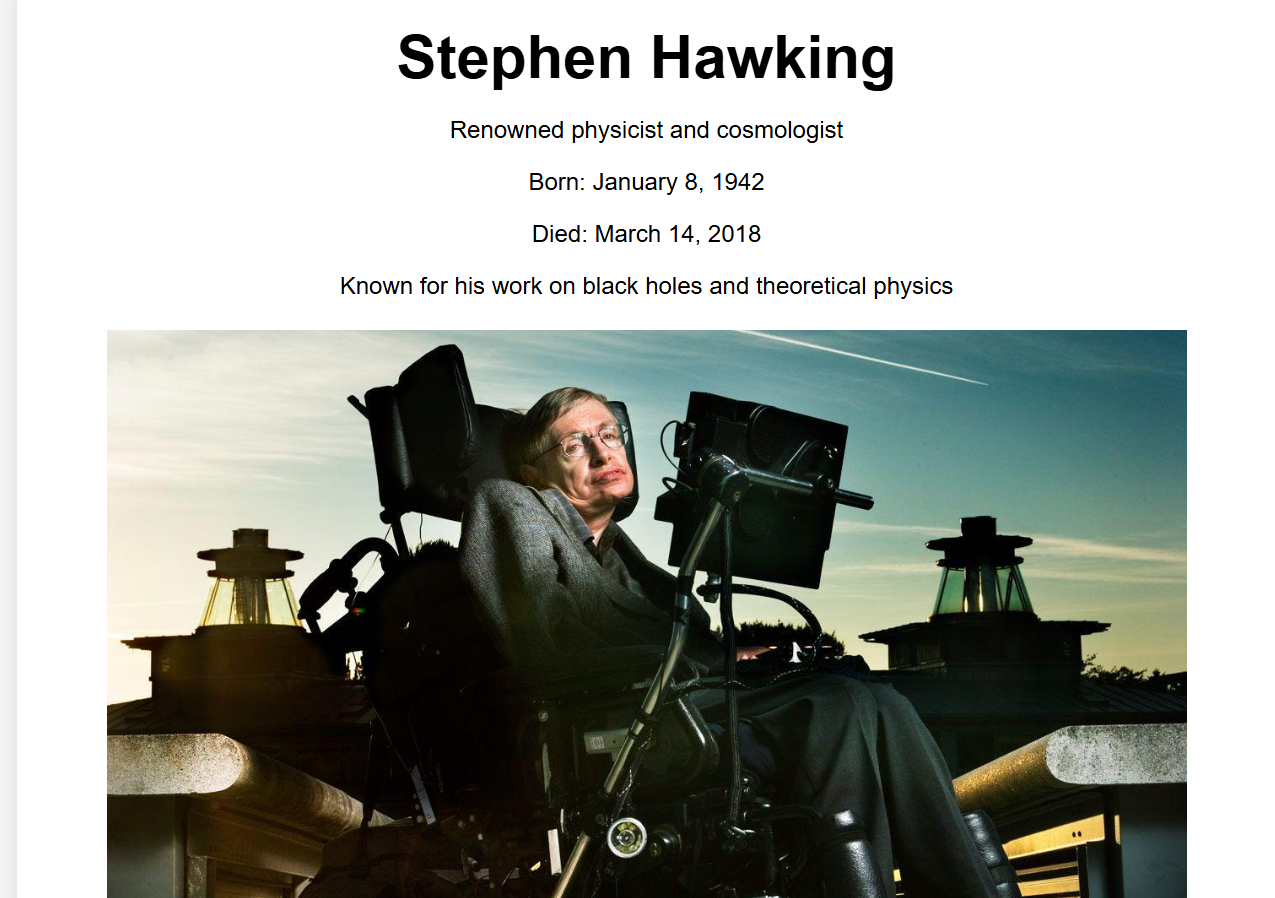 Stephen Hawking
Renowned physicist and cosmologist
Born: January 8, 1942
Died: March 14, 2018
Known for his work on black holes and theoretical physics